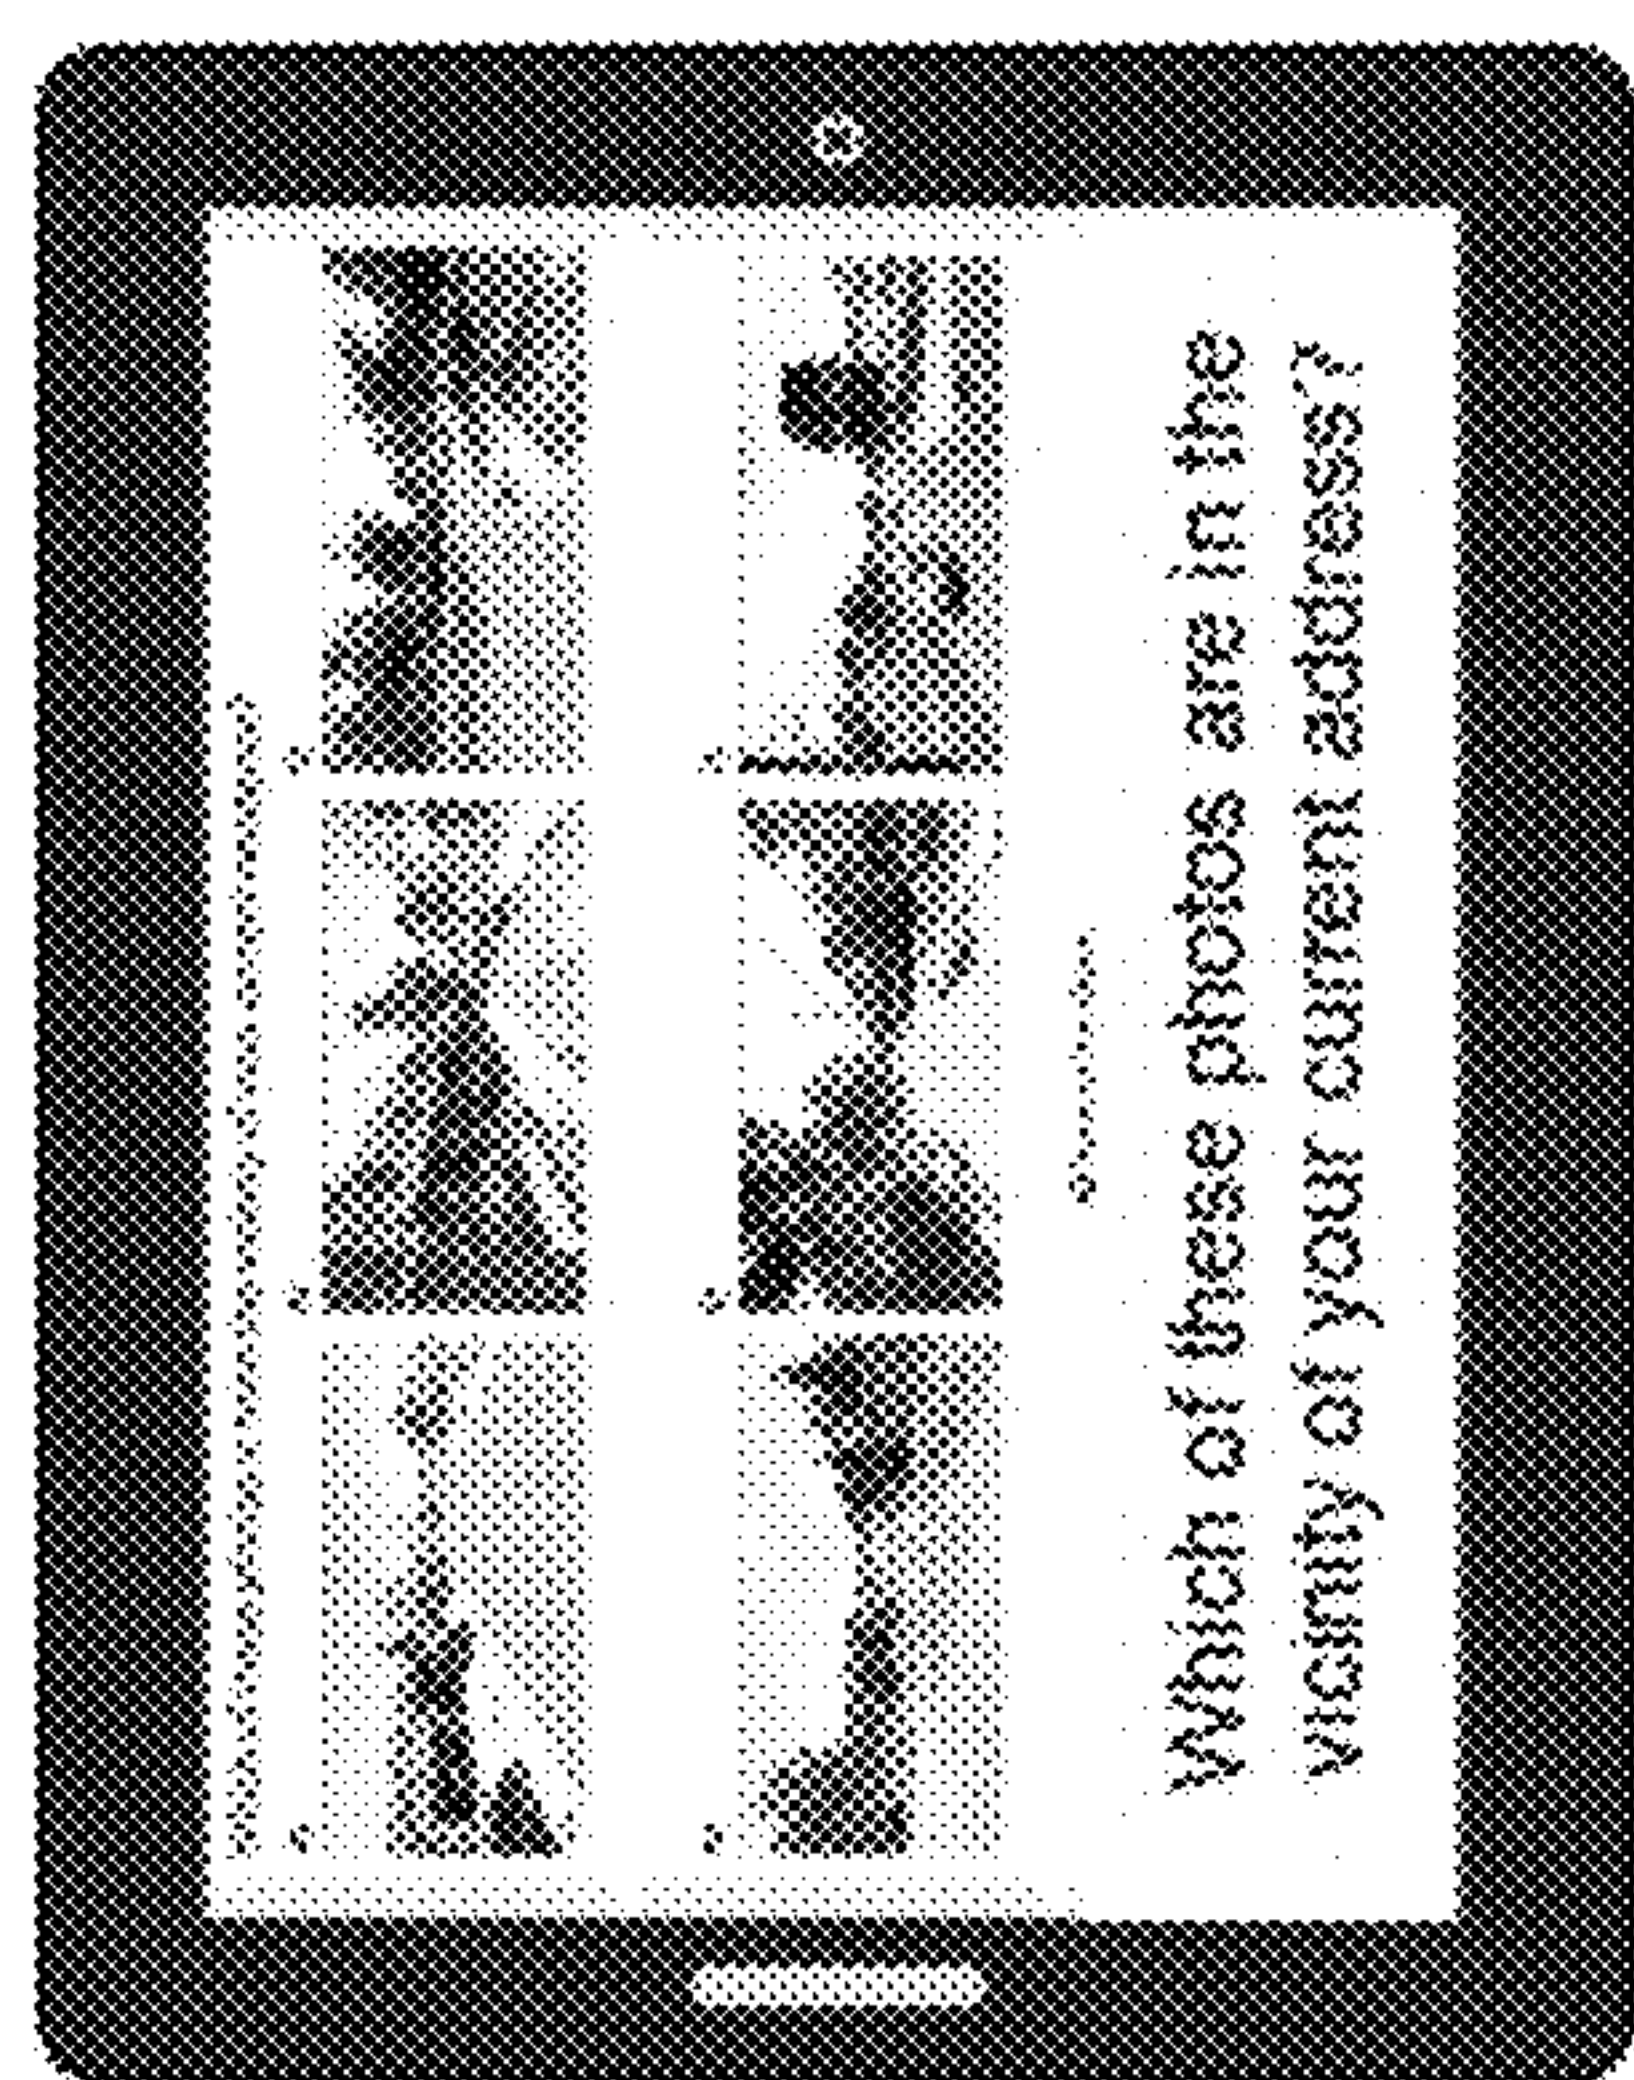 Which of these photos are in the
vicinity of your current address?